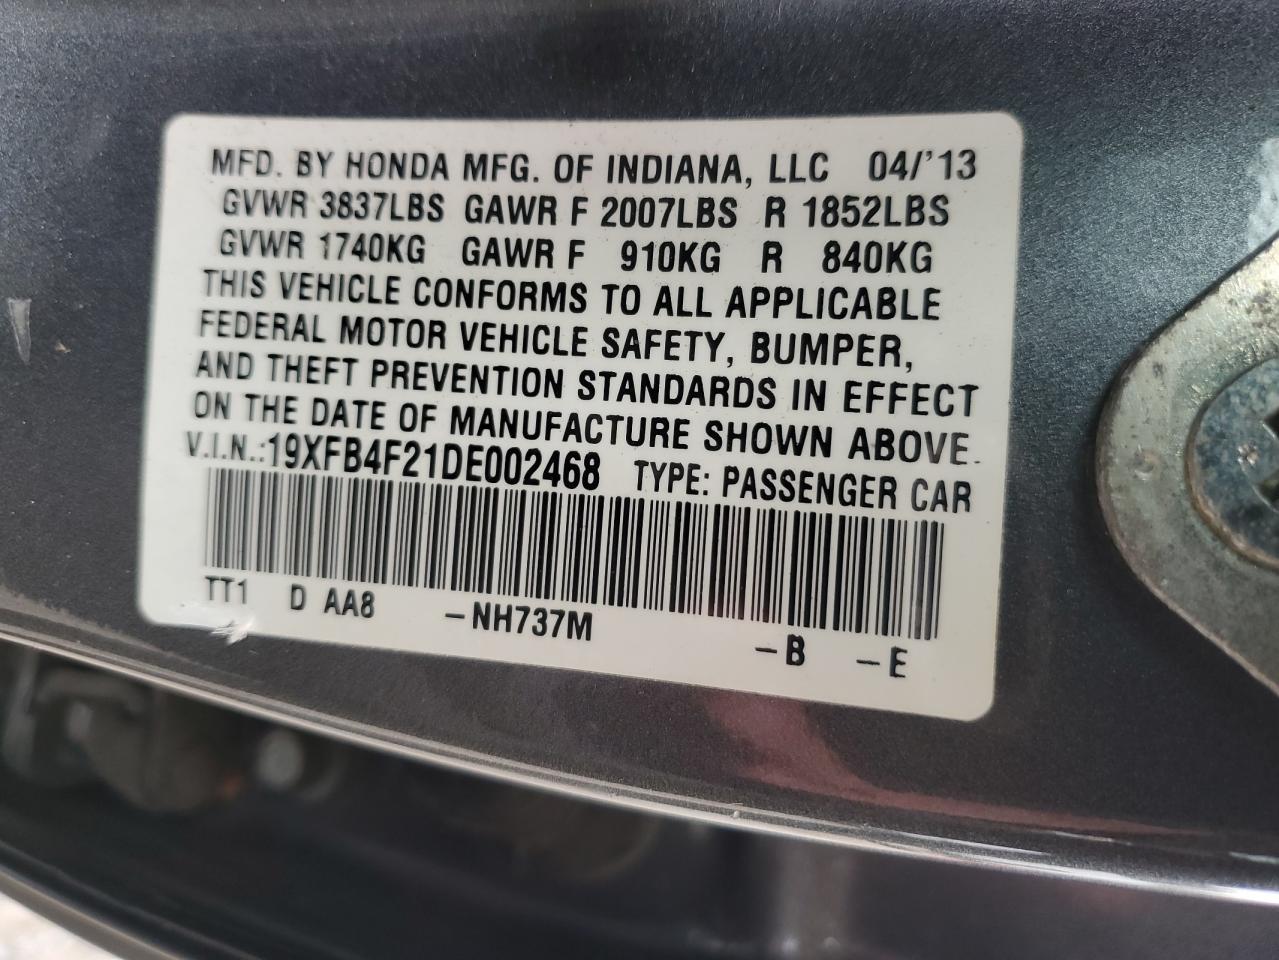 MFD. BY HONDA MFG. OF INDIANA, LLC 04/'13
GVWR 3837LBS GAWR F 2007LBS R 1852LBS
GVWR 1740KG GAWR F 910KG R 840KG
THIS VEHICLE CONFORMS TO ALL APPLICABLE
FEDERAL MOTOR VEHICLE SAFETY, BUMPER,
AND THEFT PREVENTION STANDARDS IN EFFECT
ON THE DATE OF MANUFACTURE SHOWN ABOVE.
V.I.N.:19XFB4F21DE002468 TYPE: PASSENGER CAR
TT1 D AA8 -NH737M -B -E